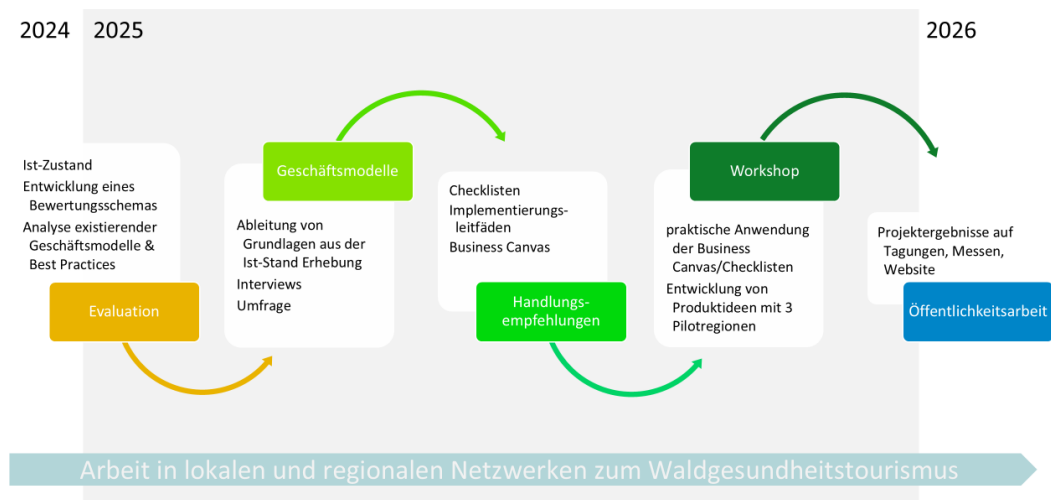 2024
2025
2026
Ist-Zustand
Entwicklung eines
Bewertungsschemas
Analyse existierender
Geschäftsmodelle &
Best Practices
Evaluation
Geschäftsmodelle
Ableitung von
Grundlagen aus der
Ist-Stand Erhebung
Interviews
Umfrage
Checklisten
Implementierungs-
leitfäden
Business Canvas
Handlungs-
empfehlungen
Workshop
praktische Anwendung
der Business
Canvas/Checklisten
Entwicklung von
Produktideen mit 3
Pilotregionen
Projektergebnisse auf
Tagungen, Messen,
Website
Öffentlichkeitsarbeit
Arbeit in lokalen und regionalen Netzwerken zum Waldgesundheitstourismus